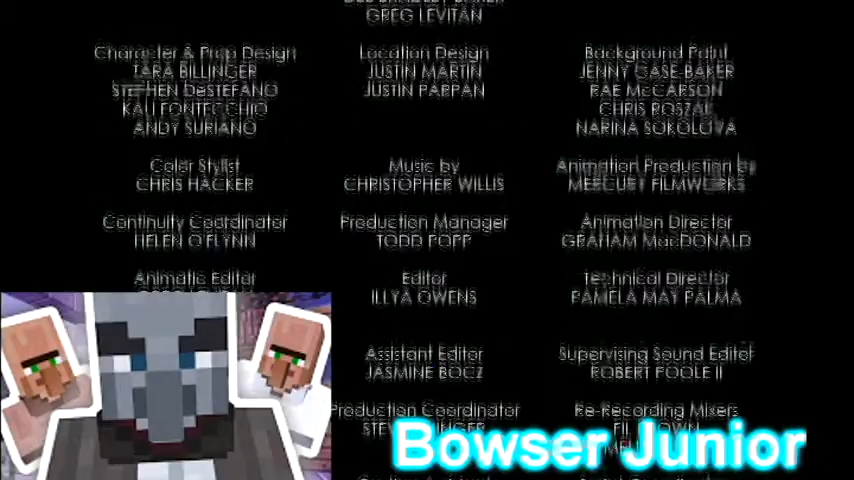 GREG LEVITAN
Character & Prop Design
TARA BILLINGER
STEPHEN DeSTEFANO
KALI FONTECCHIO
ANDY SURIANO
Location Design
JUSTIN MARTIN
JUSTIN PARPAN
Background Paint
JENNY GASE-BAKER
RAE McCARSON
CHRIS ROSZAK
NARINA SOKOLOVA
Color Stylist
CHRIS HACKER
Music by
CHRISTOPHER WILLIS
Animation Production by
MERCURY FILMWORKS
Continuity Coordinator
HELEN O'FLYNN
Production Manager
TODD POPP
Animation Director
GRAHAM MacDONALD
Animatic Editor
Editor
ILLYA OWENS
Technical Director
PAMELA MAY PALMA
Assistant Editor
JASMINE BOCZ
Supervising Sound Editor
ROBERT POOLE II
Production Coordinator
Re-Recording Mixers
Bowser Junior